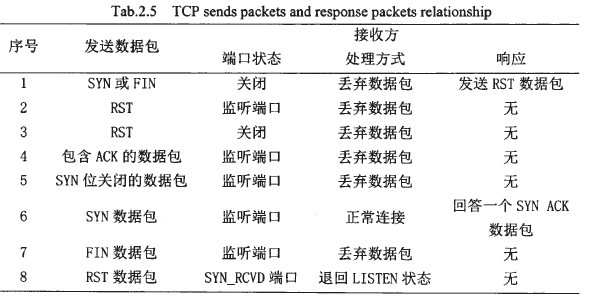 Tab.2.5 TCP sends packets and response packets relationship
序号 发送数据包 接收方
端口状态 处理方式 响应
1 SYN 或 FIN 关闭 丢弃数据包 发送 RST 数据包
2 RST 监听端口 丢弃数据包 无
3 RST 关闭 丢弃数据包 无
4 包含 ACK 的数据包 监听端口 丢弃数据包 无
5 SYN 位关闭的数据包 监听端口 丢弃数据包 无
6 SYN 数据包 监听端口 正常连接 回答一个 SYN ACK
数据包
7 FIN 数据包 监听端口 丢弃数据包 无
8 RST 数据包 SYN_RCVD 端口 退回 LISTEN 状态 无